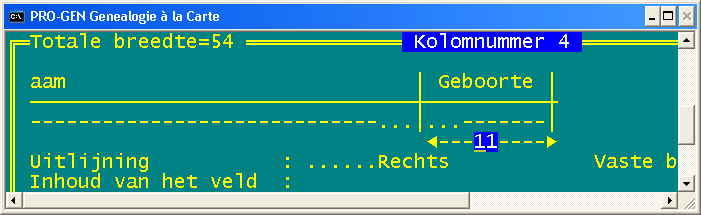 PRO-GEN Genealogie à la Carte
Totale breedte=54 Kolomnummer 4
aam Geboorte
-----------------------------...|...-------
◄---11----►
Uitlijning : ......Rechts Vaste b
Inhoud van het veld :